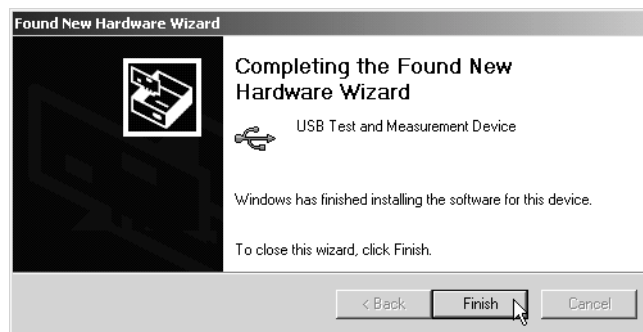 Found New Hardware Wizard
Completing the Found New
Hardware Wizard
USB Test and Measurement Device
Windows has finished installing the software for this device.
To close this wizard, click Finish.
< Back
Finish
Cancel